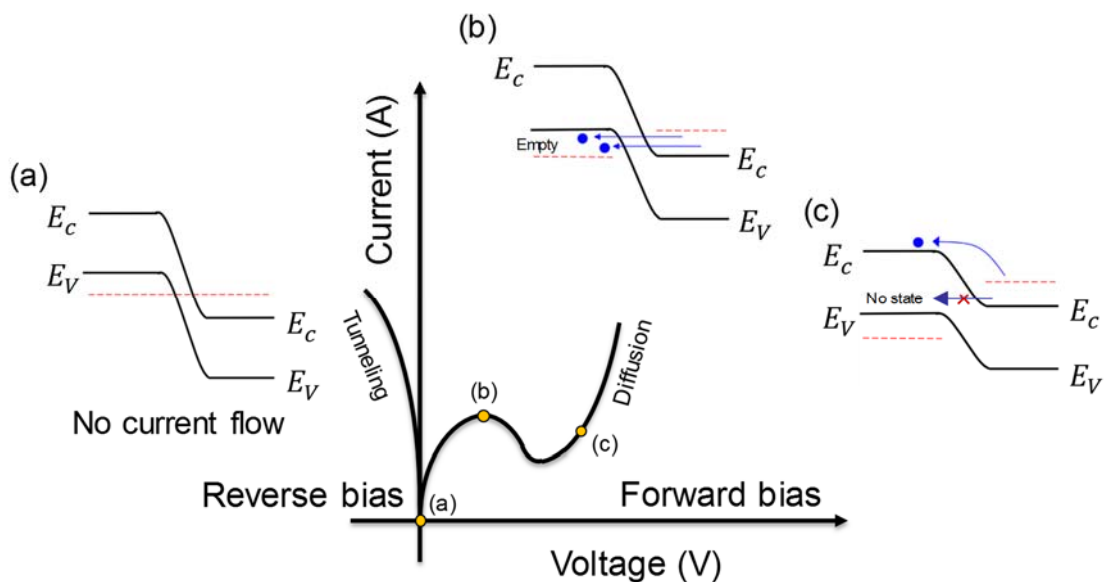 (a)
E_c
E_V
E_c
E_V
No current flow
(b)
E_c
Empty
E_c
E_V
(c)
E_c
No state
E_V
E_c
E_V
Current (A)
Tunneling
(b)
Diffusion
(c)
(a)
Reverse bias
Forward bias
Voltage (V)